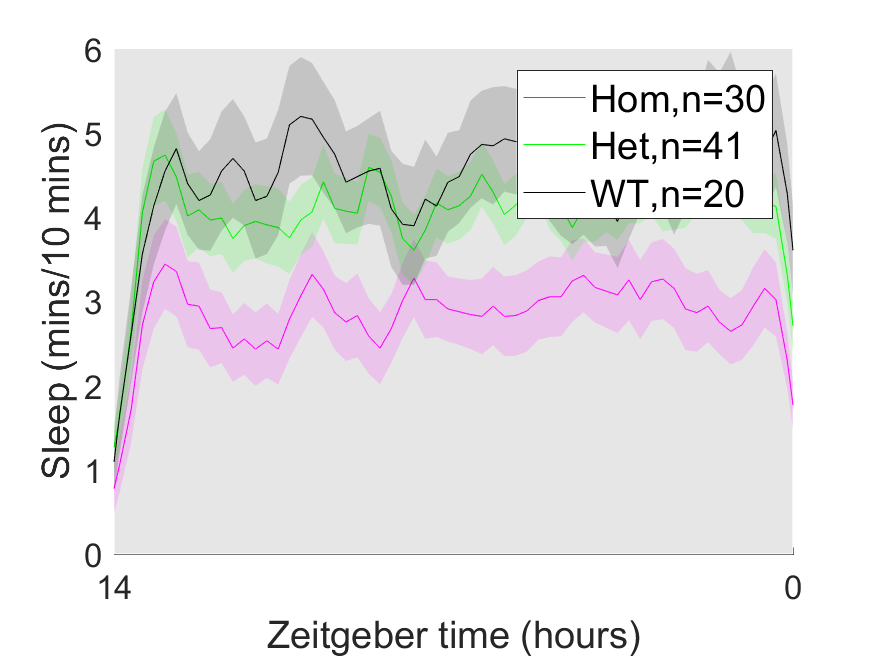 6
5
4
3
2
1
0
Sleep (mins/10 mins)
Hom,n=30
Het,n=41
WT,n=20
14
0
Zeitgeber time (hours)